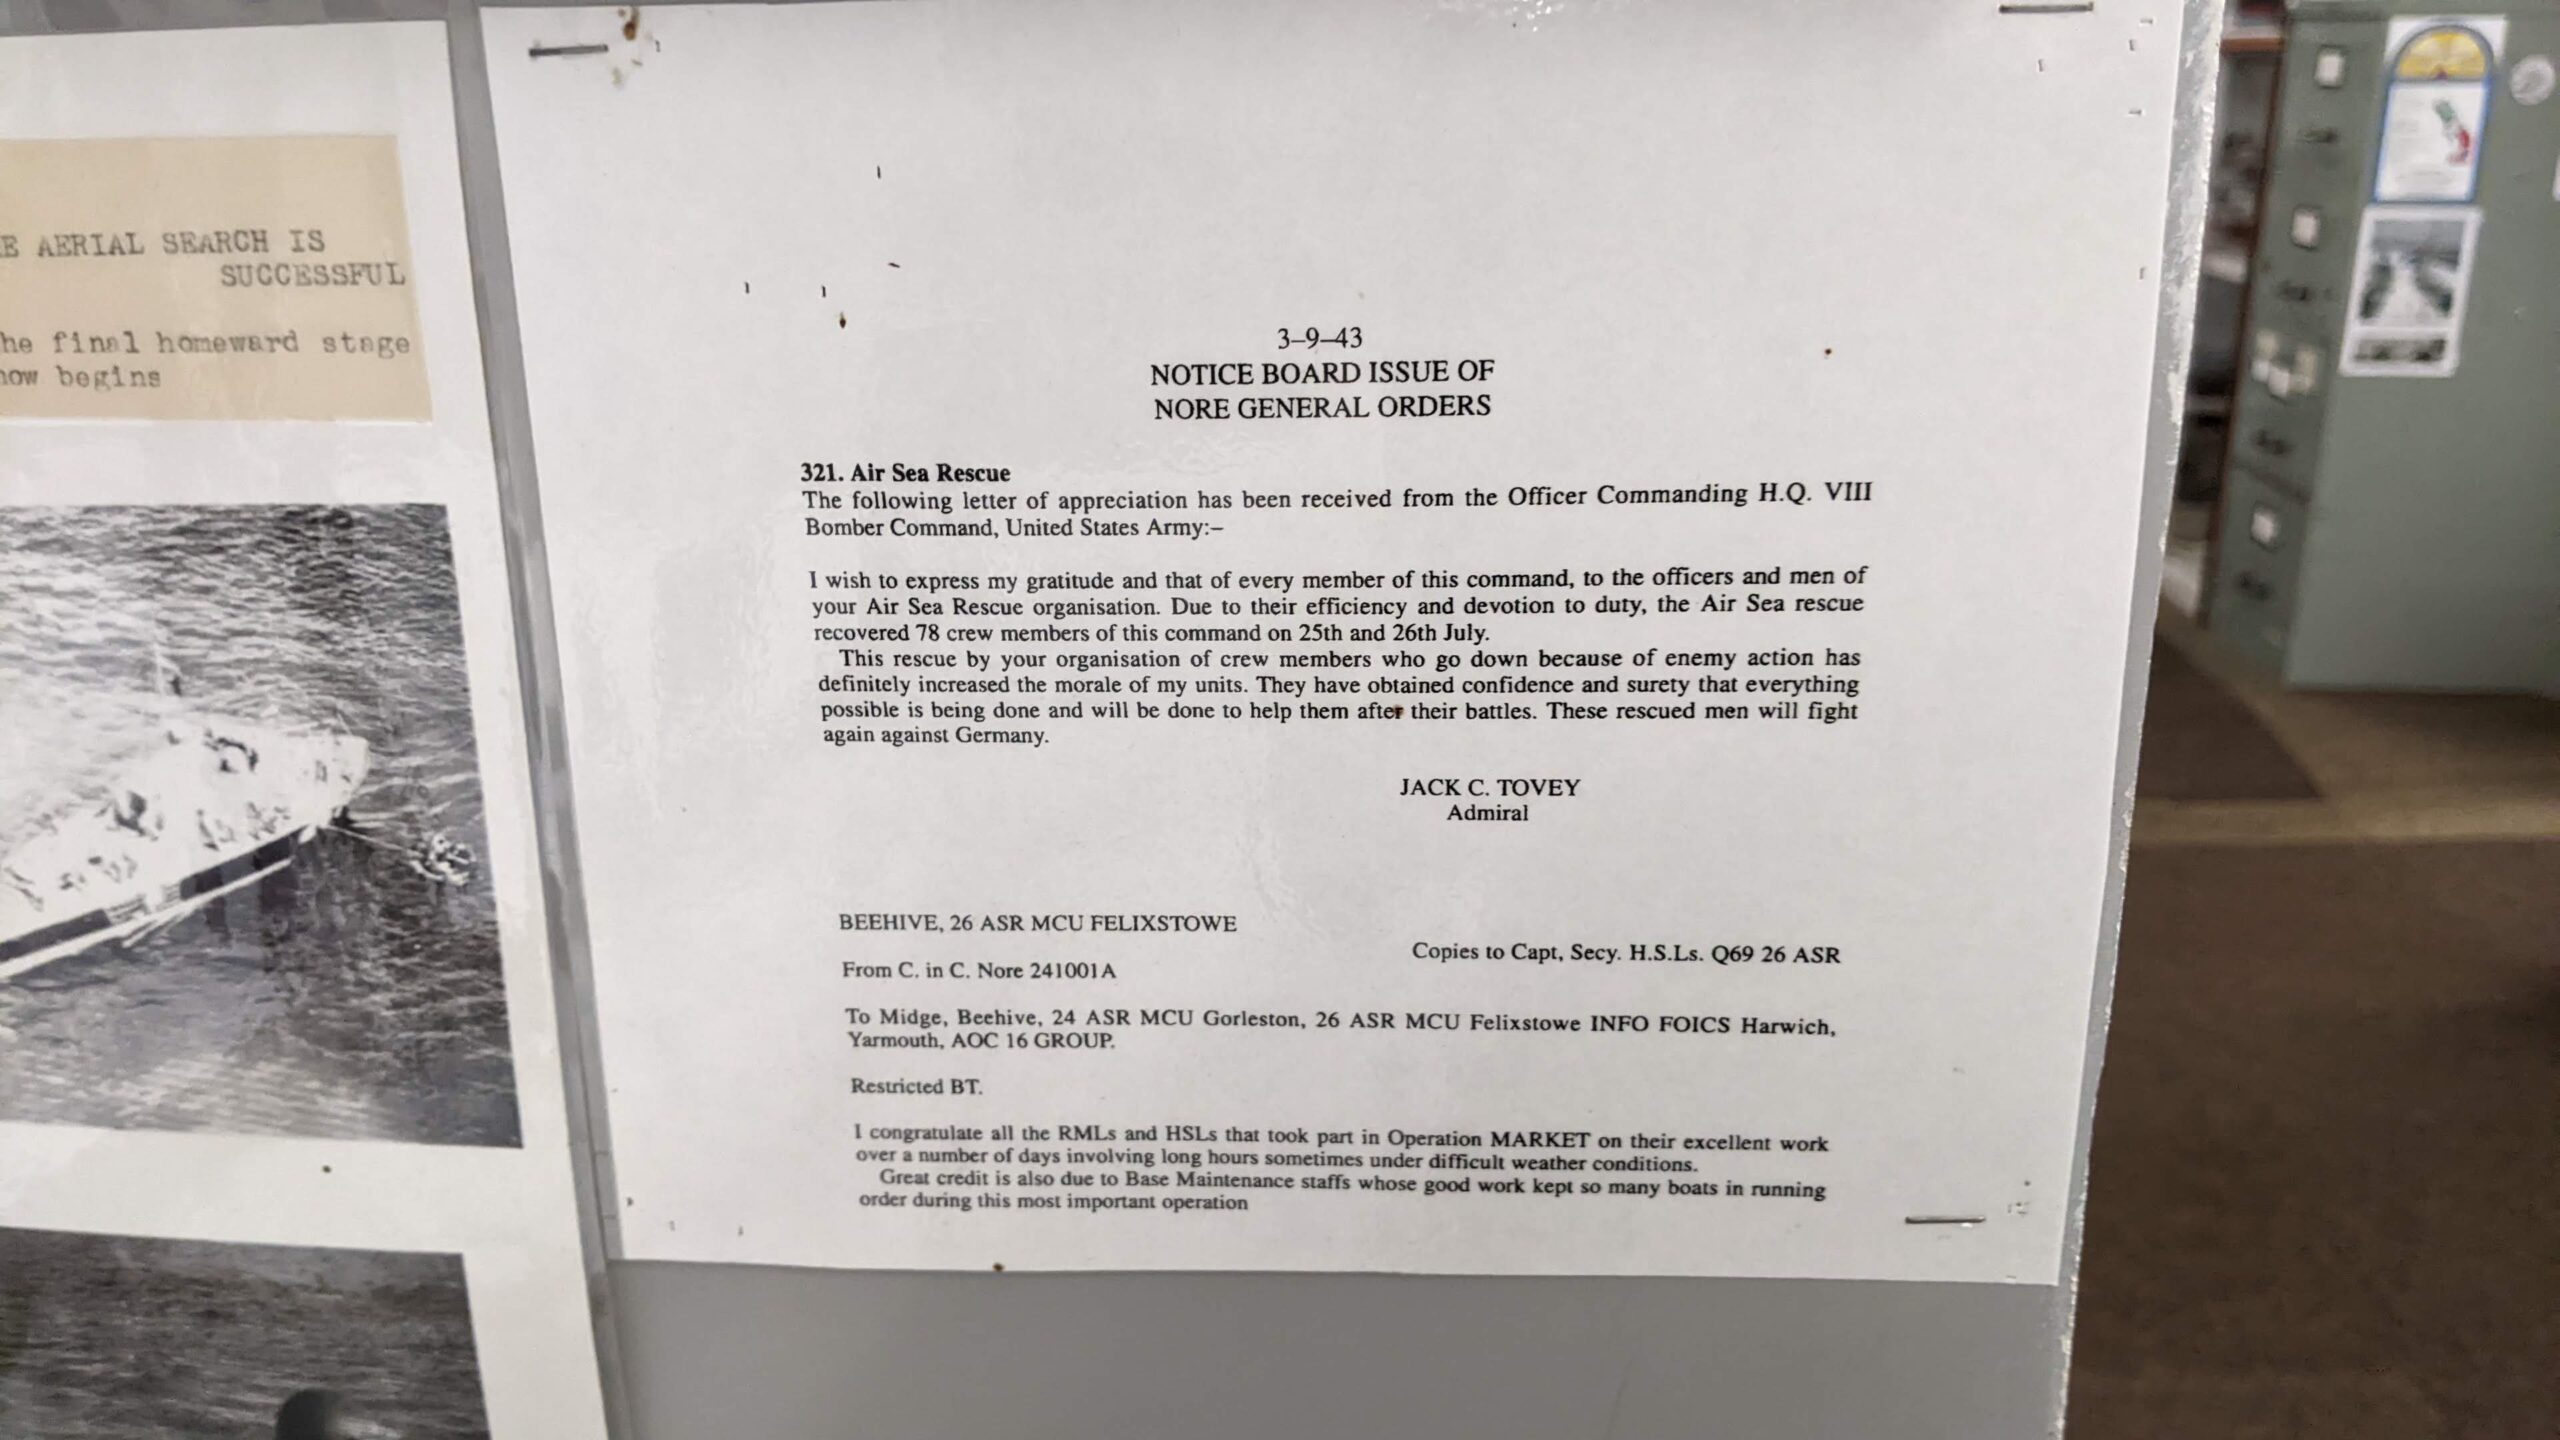 E AERIAL SEARCH IS
SUCCESSFUL
he final homeward stage
now begins
3–9–43
NOTICE BOARD ISSUE OF
NORE GENERAL ORDERS
321. Air Sea Rescue
The following letter of appreciation has been received from the Officer Commanding H.Q. VIII
Bomber Command, United States Army:–
I wish to express my gratitude and that of every member of this command, to the officers and men of
your Air Sea Rescue organisation. Due to their efficiency and devotion to duty, the Air Sea rescue
recovered 78 crew members of this command on 25th and 26th July.
This rescue by your organisation of crew members who go down because of enemy action has
definitely increased the morale of my units. They have obtained confidence and surety that everything
possible is being done and will be done to help them after their battles. These rescued men will fight
again against Germany.
JACK C. TOVEY
Admiral
BEEHIVE, 26 ASR MCU FELIXSTOWE
Copies to Capt, Secy. H.S.Ls. Q69 26 ASR
From C. in C. Nore 241001A
To Midge, Beehive, 24 ASR MCU Gorleston, 26 ASR MCU Felixstowe INFO FOICS Harwich,
Yarmouth, AOC 16 GROUP.
Restricted BT.
I congratulate all the RMLs and HSLs that took part in Operation MARKET on their excellent work
over a number of days involving long hours sometimes under difficult weather conditions.
Great credit is also due to Base Maintenance staffs whose good work kept so many boats in running
order during this most important operation